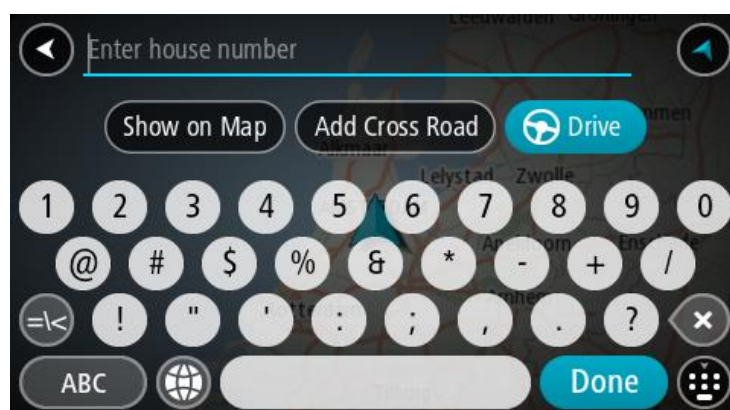 Leeuwarden Groningen
Enter house number
Show on Map Add Cross Road Drive
Alkmaar
Lelystad Zwolle
1 2 3 4 5 6 7 8 9 0
@ # $ % & * - + /
Apeldoorn
Arnhem
=\< ! " ' : ; , . ?
ABC Done
Tilburg